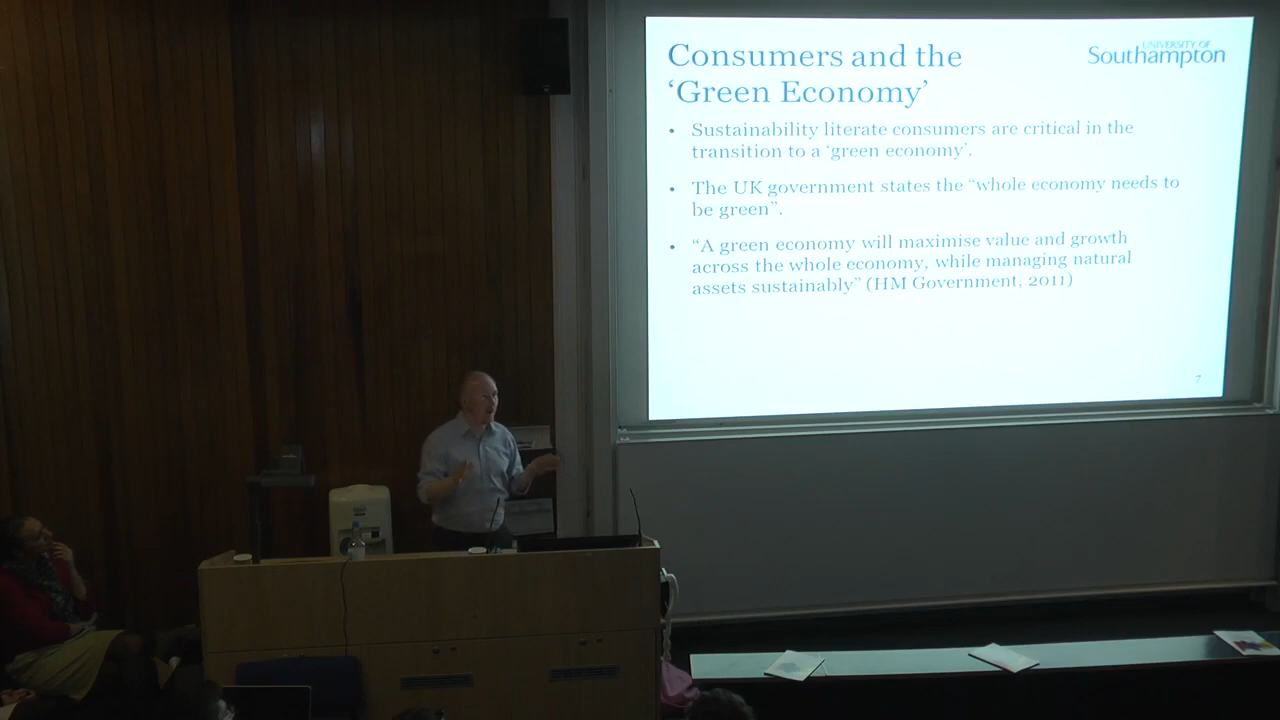 Consumers and the
‘Green Economy’
UNIVERSITY OF
Southampton
• Sustainability literate consumers are critical in the
transition to a ‘green economy’.
• The UK government states the “whole economy needs to
be green”.
• “A green economy will maximise value and growth
across the whole economy, while managing natural
assets sustainably” (HM Government, 2011)
7